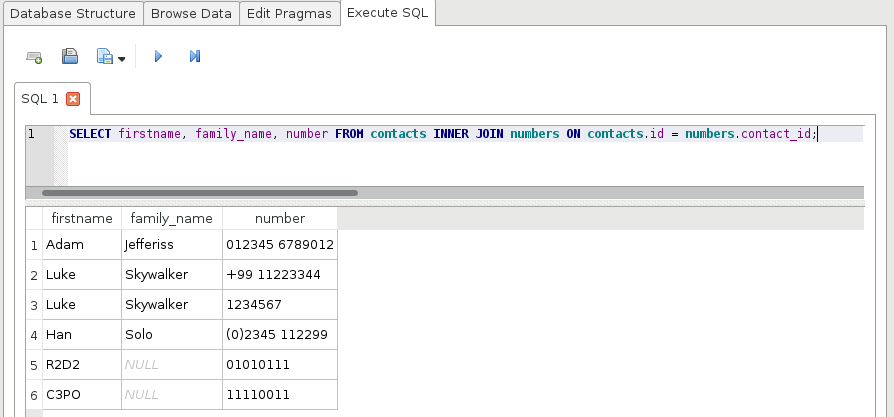 Database Structure Browse Data Edit Pragmas Execute SQL
SQL 1
1 SELECT firstname, family_name, number FROM contacts INNER JOIN numbers ON contacts.id = numbers.contact_id;
firstname family_name number
1 Adam Jefferiss 012345 6789012
2 Luke Skywalker +99 11223344
3 Luke Skywalker 1234567
4 Han Solo (0)2345 112299
5 R2D2 NULL 01010111
6 C3PO NULL 11110011